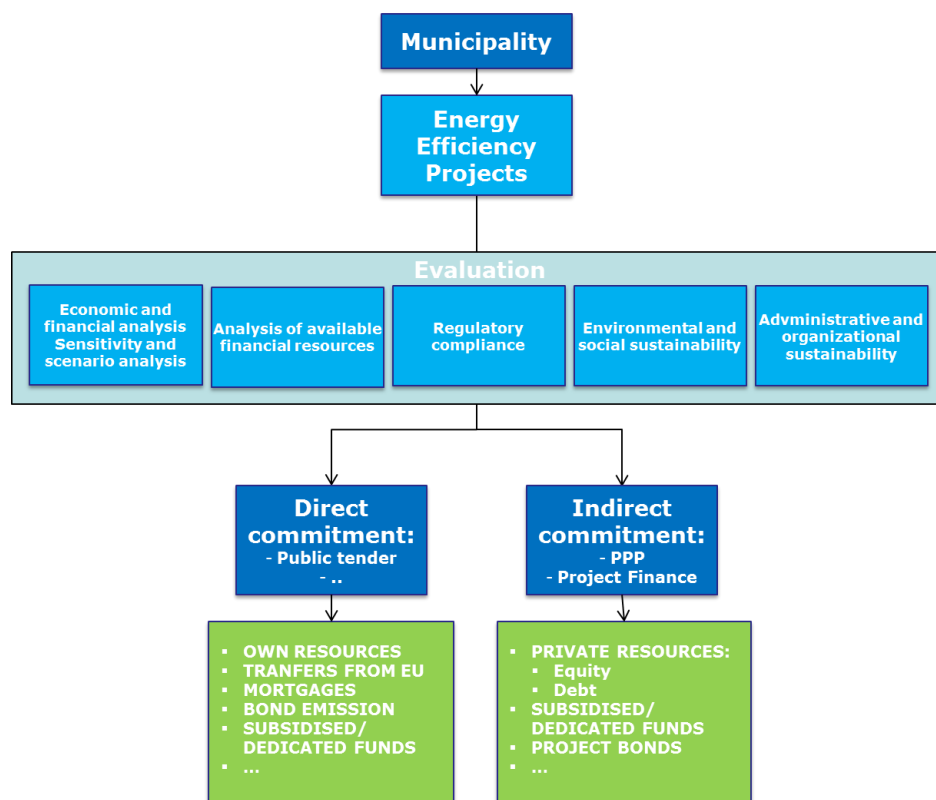 Municipality
Energy
Efficiency
Projects
Evaluation
Economic and
financial analysis
Sensitivity and
scenario analysis
Analysis of available
financial resources
Regulatory
compliance
Environmental and
social sustainability
Advministrative and
organizational
sustainability
Direct
commitment:
- Public tender
- ..
Indirect
commitment:
- PPP
- Project Finance
▪ OWN RESOURCES
▪ TRANFERS FROM EU
▪ MORTGAGES
▪ BOND EMISSION
▪ SUBSIDISED/
DEDICATED FUNDS
▪ ...
▪ PRIVATE RESOURCES:
▪ Equity
▪ Debt
▪ SUBSIDISED/
DEDICATED FUNDS
▪ PROJECT BONDS
▪ ...